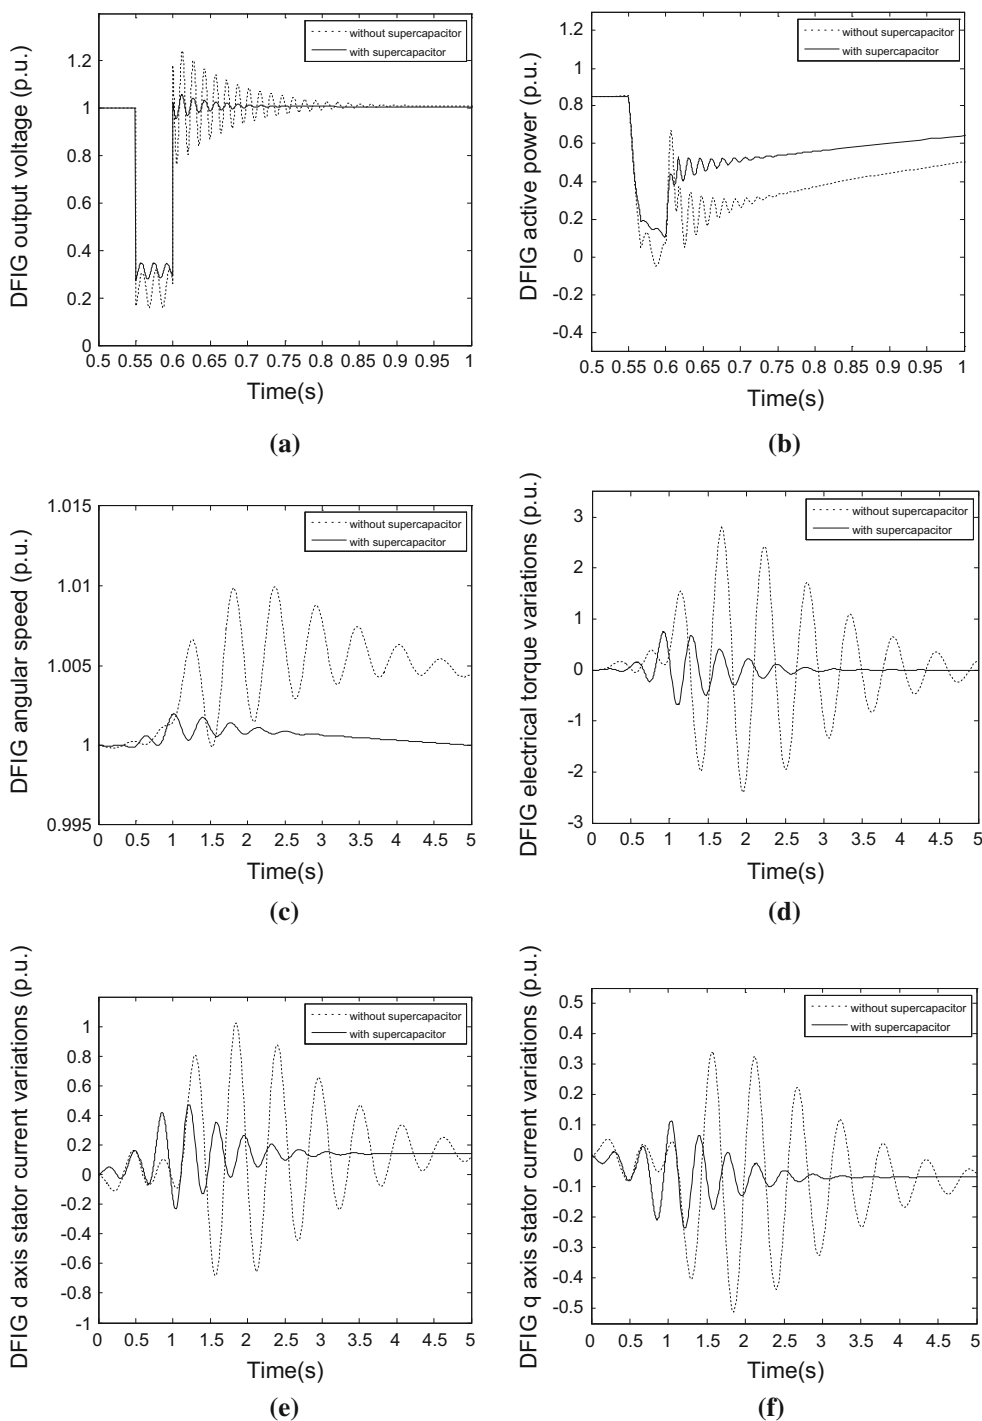 DFIG output voltage (p.u.)
1.2
1
0.8
0.6
0.4
0.2
0
without supercapacitor
with supercapacitor
0.5 0.55 0.6 0.65 0.7 0.75 0.8 0.85 0.9 0.95 1
Time(s)
(a)
DFIG active power (p.u.)
1.2
1
0.8
0.6
0.4
0.2
0
-0.2
-0.4
without supercapacitor
with supercapacitor
0.5 0.55 0.6 0.65 0.7 0.75 0.8 0.85 0.9 0.95 1
Time(s)
(b)
DFIG angular speed (p.u.)
1.015
1.01
1.005
1
0.995
without supercapacitor
with supercapacitor
0 0.5 1 1.5 2 2.5 3 3.5 4 4.5 5
Time(s)
(c)
DFIG electrical torque variations (p.u.)
3
2
1
0
-1
-2
-3
without supercapacitor
with supercapacitor
0 0.5 1 1.5 2 2.5 3 3.5 4 4.5 5
Time(s)
(d)
DFIG d axis stator current variations (p.u.)
1
0.8
0.6
0.4
0.2
0
-0.2
-0.4
-0.6
-0.8
-1
without supercapacitor
with supercapacitor
0 0.5 1 1.5 2 2.5 3 3.5 4 4.5 5
Time(s)
(e)
DFIG q axis stator current variations (p.u.)
0.5
0.4
0.3
0.2
0.1
0
-0.1
-0.2
-0.3
-0.4
-0.5
without supercapacitor
with supercapacitor
0 0.5 1 1.5 2 2.5 3 3.5 4 4.5 5
Time(s)
(f)